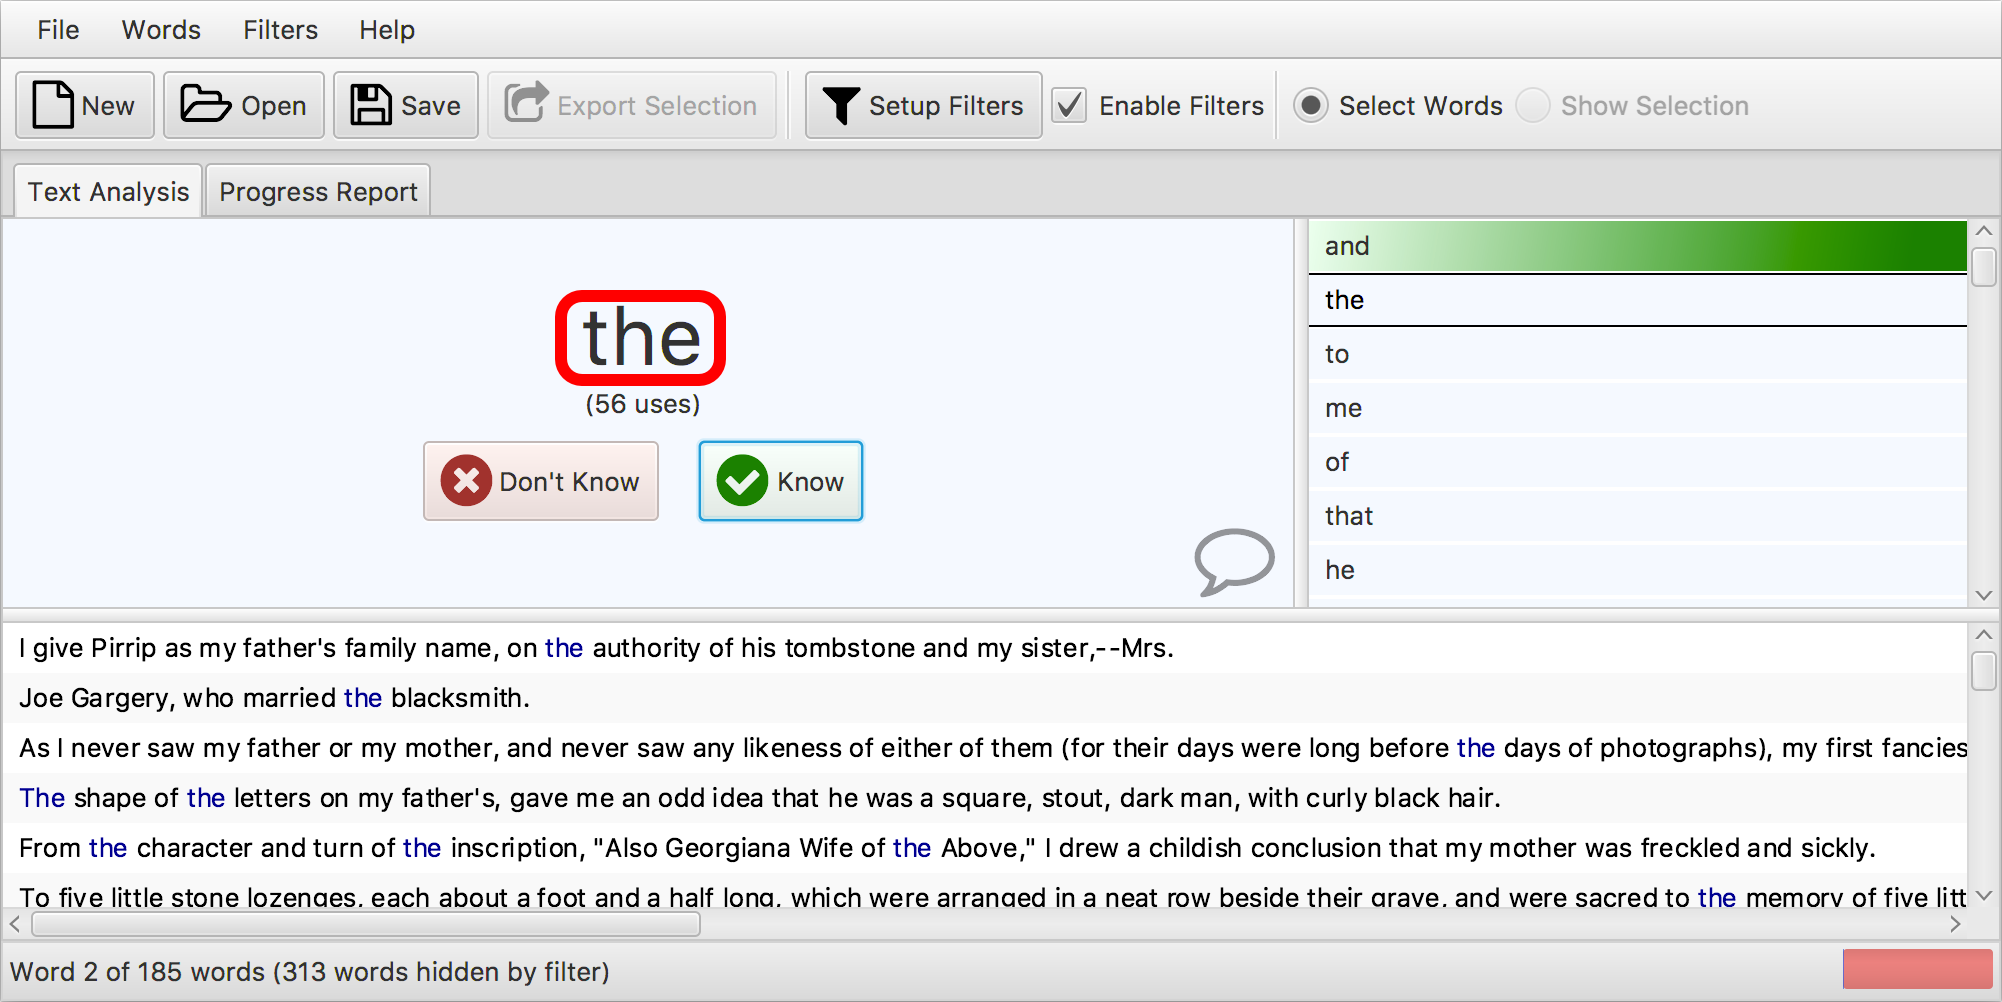 File Words Filters Help
New Open Save Export Selection Setup Filters Enable Filters Select Words Show Selection
Text Analysis Progress Report
the
(56 uses)
Don't Know Know
and
the
to
me
of
that
he
I give Pirrip as my father's family name, on the authority of his tombstone and my sister,--Mrs.
Joe Gargery, who married the blacksmith.
As I never saw my father or my mother, and never saw any likeness of either of them (for their days were long before the days of photographs), my first fancies
The shape of the letters on my father's, gave me an odd idea that he was a square, stout, dark man, with curly black hair.
From the character and turn of the inscription, "Also Georgiana Wife of the Above," I drew a childish conclusion that my mother was freckled and sickly.
To five little stone lozenges, each about a foot and a half long, which were arranged in a neat row beside their grave, and were sacred to the memory of five litt
Word 2 of 185 words (313 words hidden by filter)